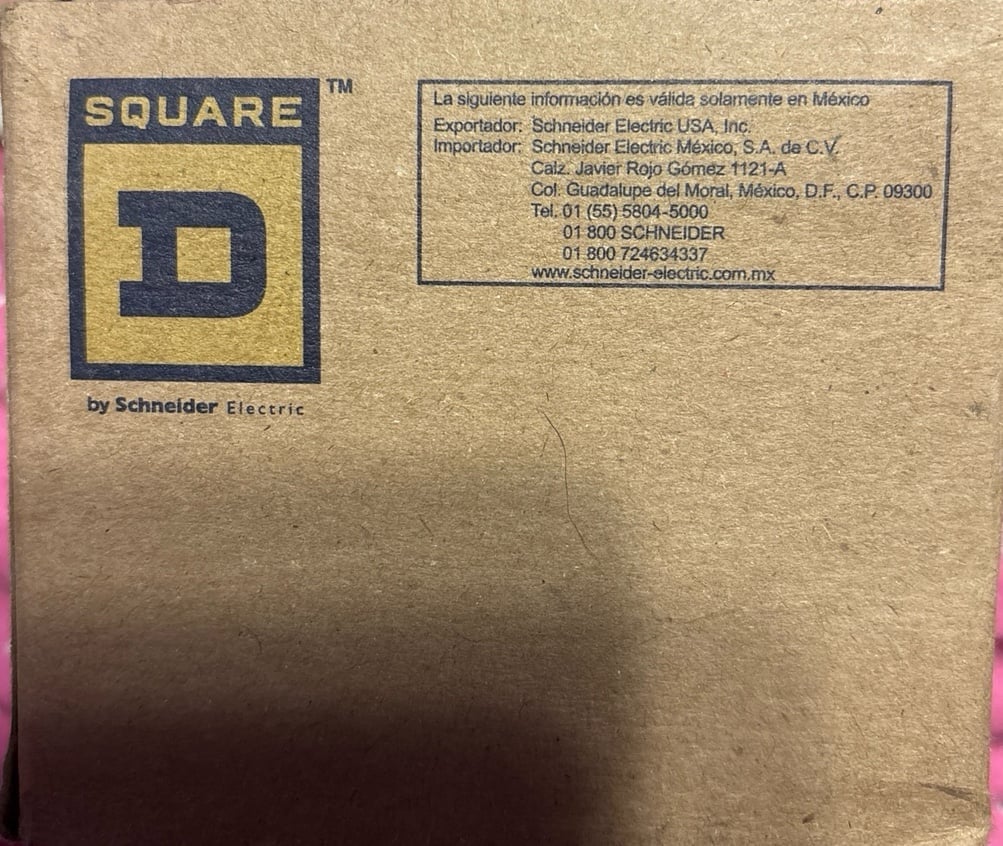 SQUARE
D
TM
by Schneider Electric
La siguiente información es válida solamente en México
Exportador: Schneider Electric USA, Inc.
Importador: Schneider Electric México, S.A. de C.V.
Calz. Javier Rojo Gómez 1121-A
Col. Guadalupe del Moral, México, D.F., C.P. 09300
Tel. 01 (55) 5804-5000
01 800 SCHNEIDER
01 800 724634337
www.schneider-electric.com.mx